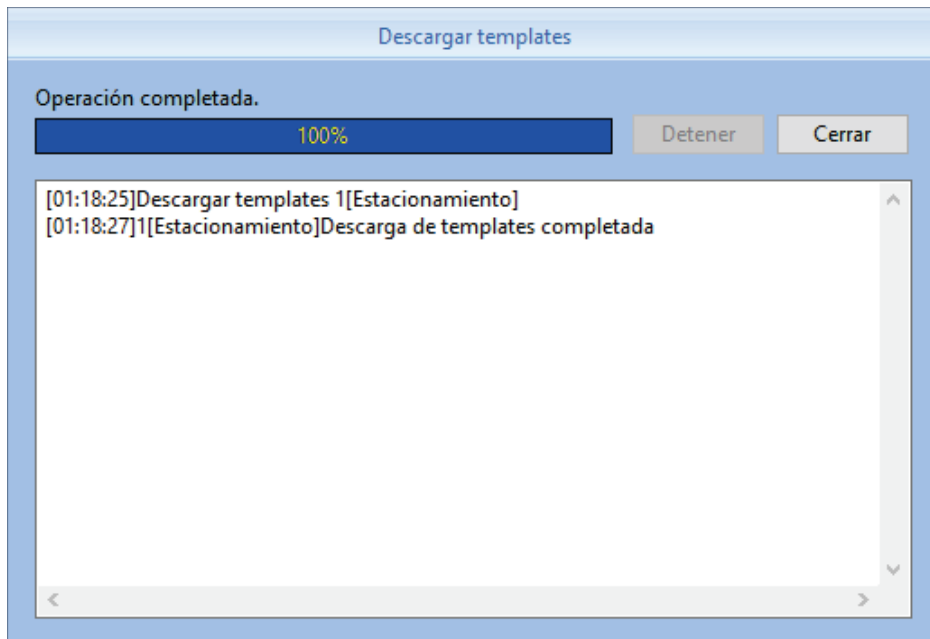 Descargar templates
Operación completada.
100%
Detener
Cerrar
[01:18:25]Descargar templates 1[Estacionamiento]
[01:18:27]1[Estacionamiento]Descarga de templates completada